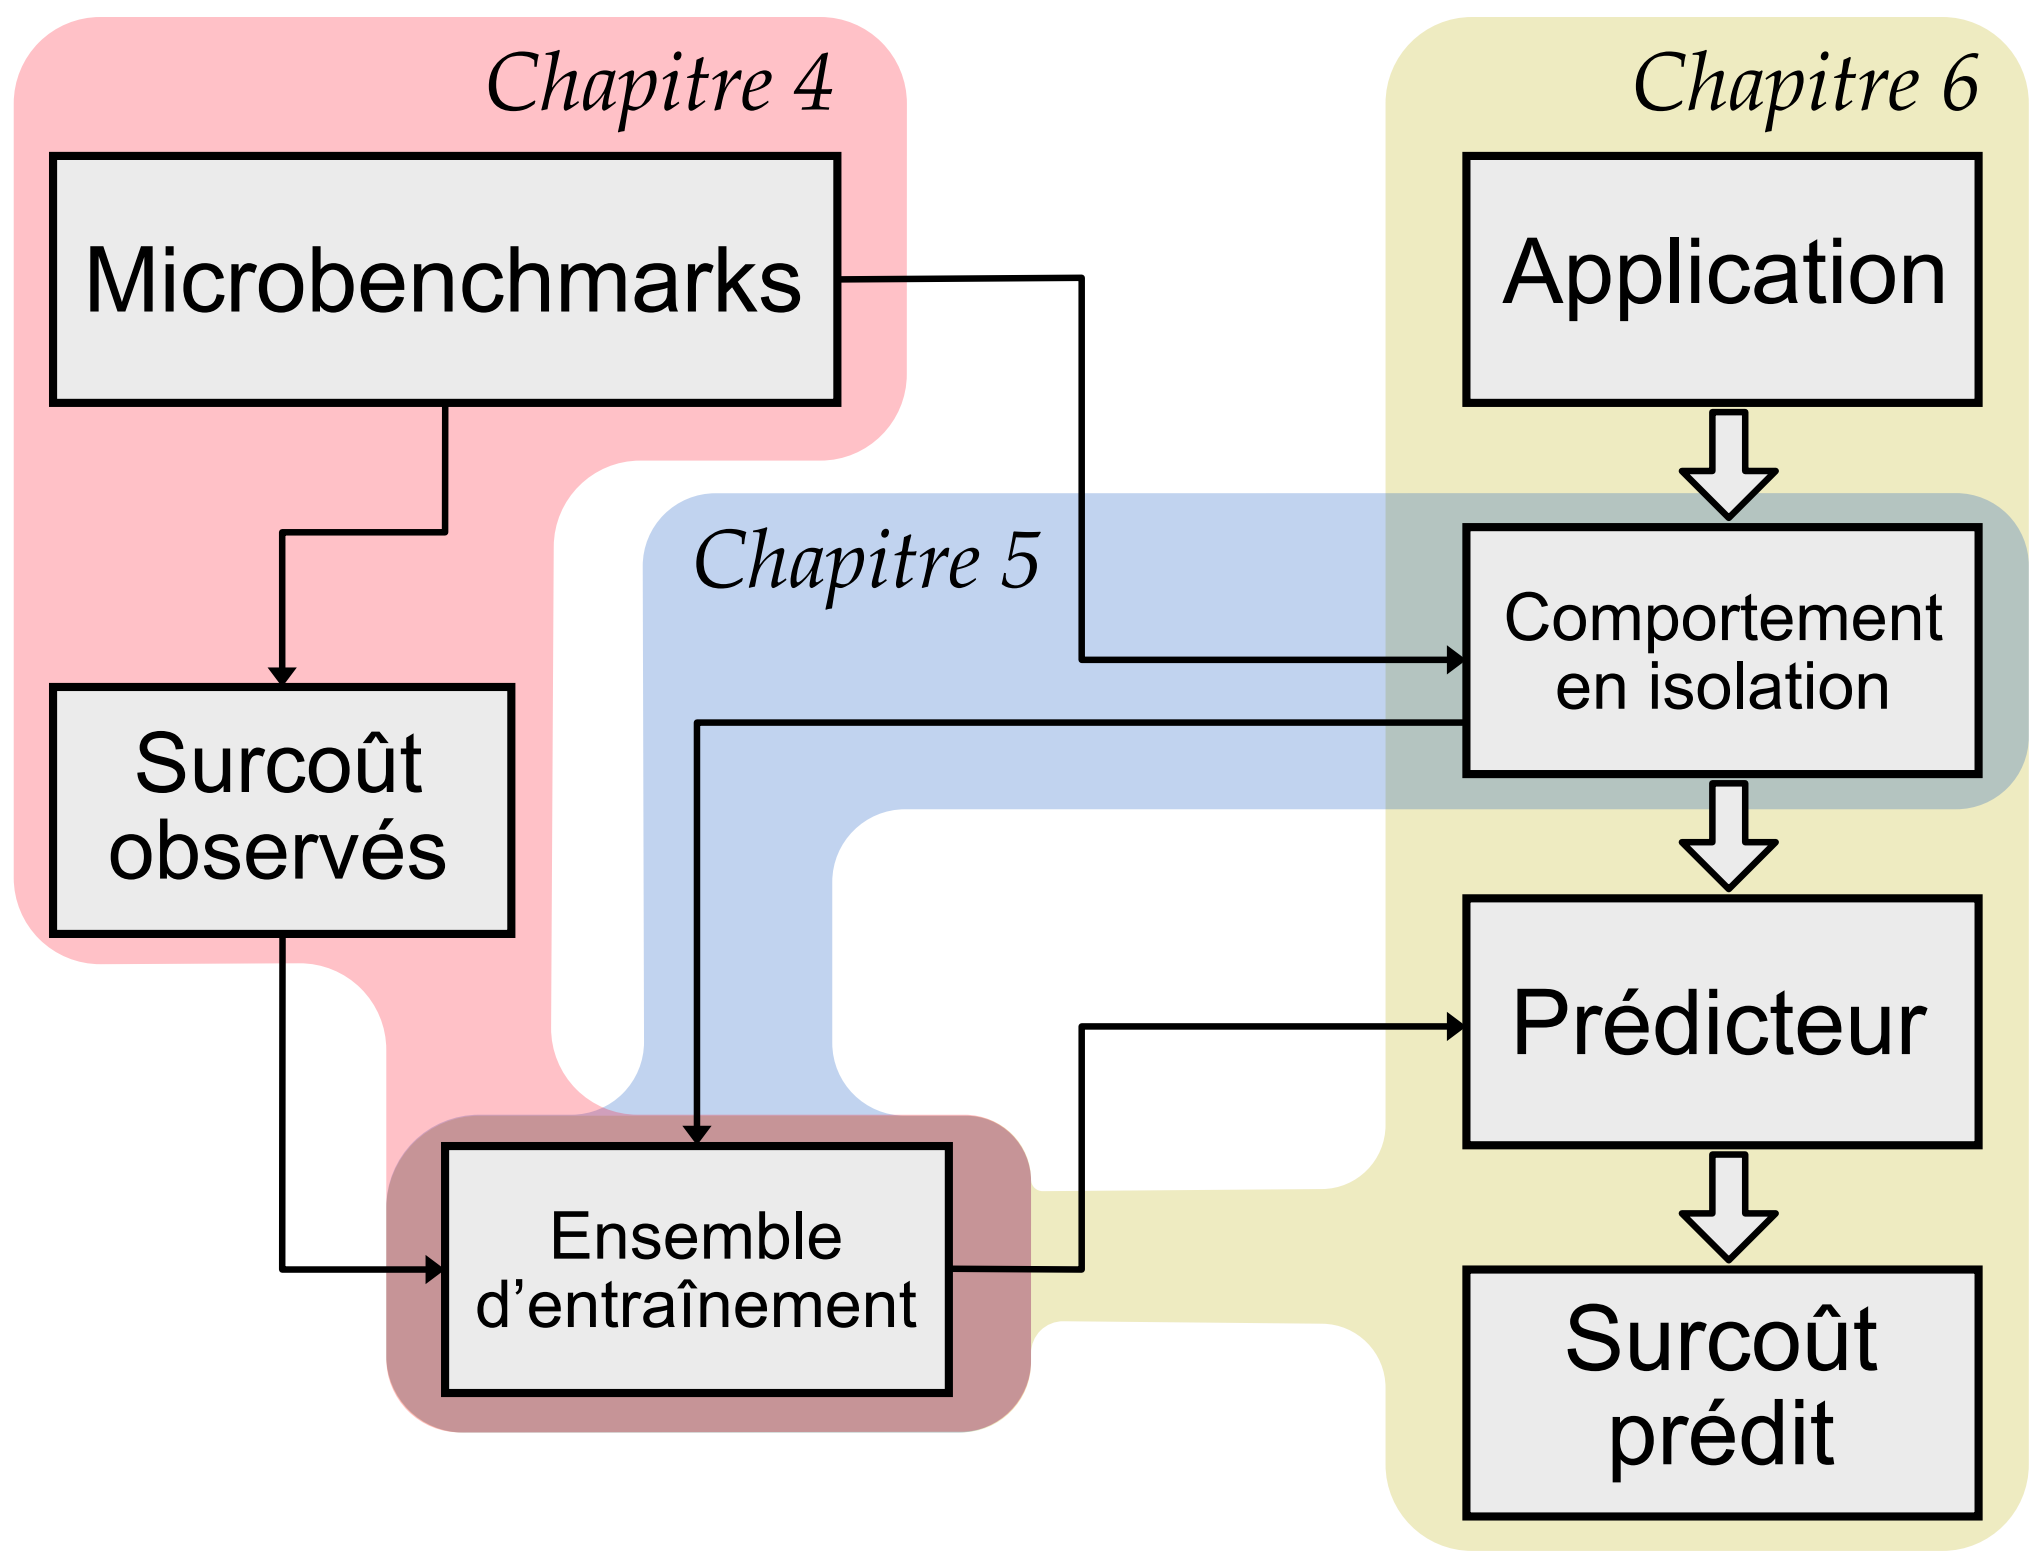 Chapitre 4
Chapitre 6
Microbenchmarks
Application
Chapitre 5
Comportement
en isolation
Surcoût
observés
Prédicteur
Ensemble
d’entraînement
Surcoût
prédit